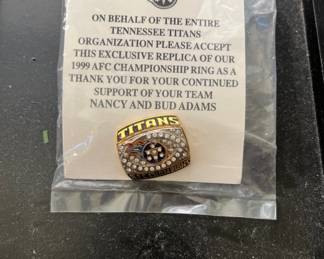 ON BEHALF OF THE ENTIRE
TENNESSEE TITANS
ORGANIZATION PLEASE ACCEPT
THIS EXCLUSIVE REPLICA OF OUR
1999 AFC CHAMPIONSHIP RING AS A
THANK YOU FOR YOUR CONTINUED
SUPPORT OF YOUR TEAM
NANCY AND BUD ADAMS
TITANS